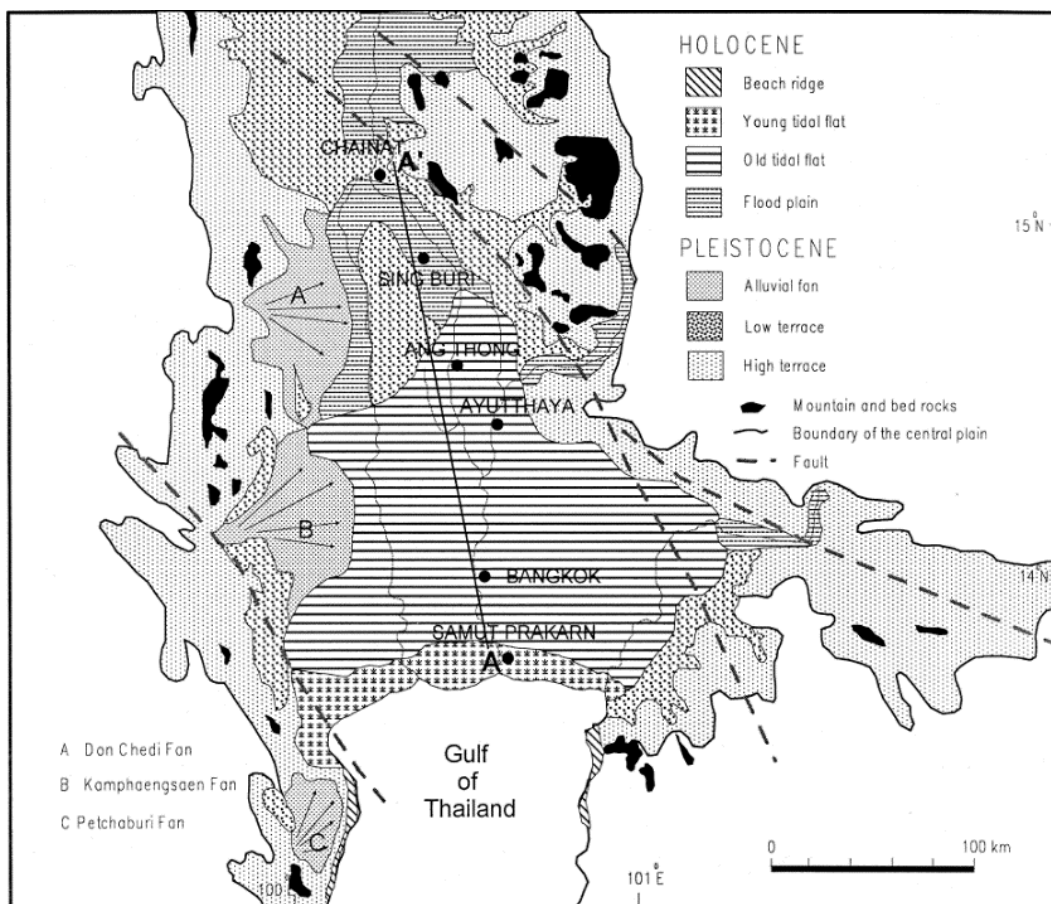 HOLOCENE
Beach ridge
Young tidal flat
Old tidal flat
Flood plain
PLEISTOCENE
Alluvial fan
Low terrace
High terrace
Mountain and bed rocks
Boundary of the central plain
Fault
15°N
14°N
CHAINAT
A'
SING BURI
A
ANG THONG
AYUTTHAYA
B
BANGKOK
SAMUT PRAKARN
A
Gulf
of
Thailand
A Don Chedi Fan
B Kamphaengsaen Fan
C Petchaburi Fan
C
100
101°E
0 100 km